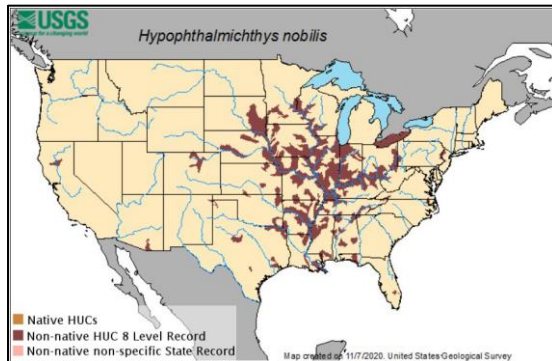 USGS
science for a changing world
Hypophthalmichthys nobilis
Native HUCs
Non-native HUC 8 Level Record
Non-native non-specific State Record
Map created on 11/7/2020. United States Geological Survey